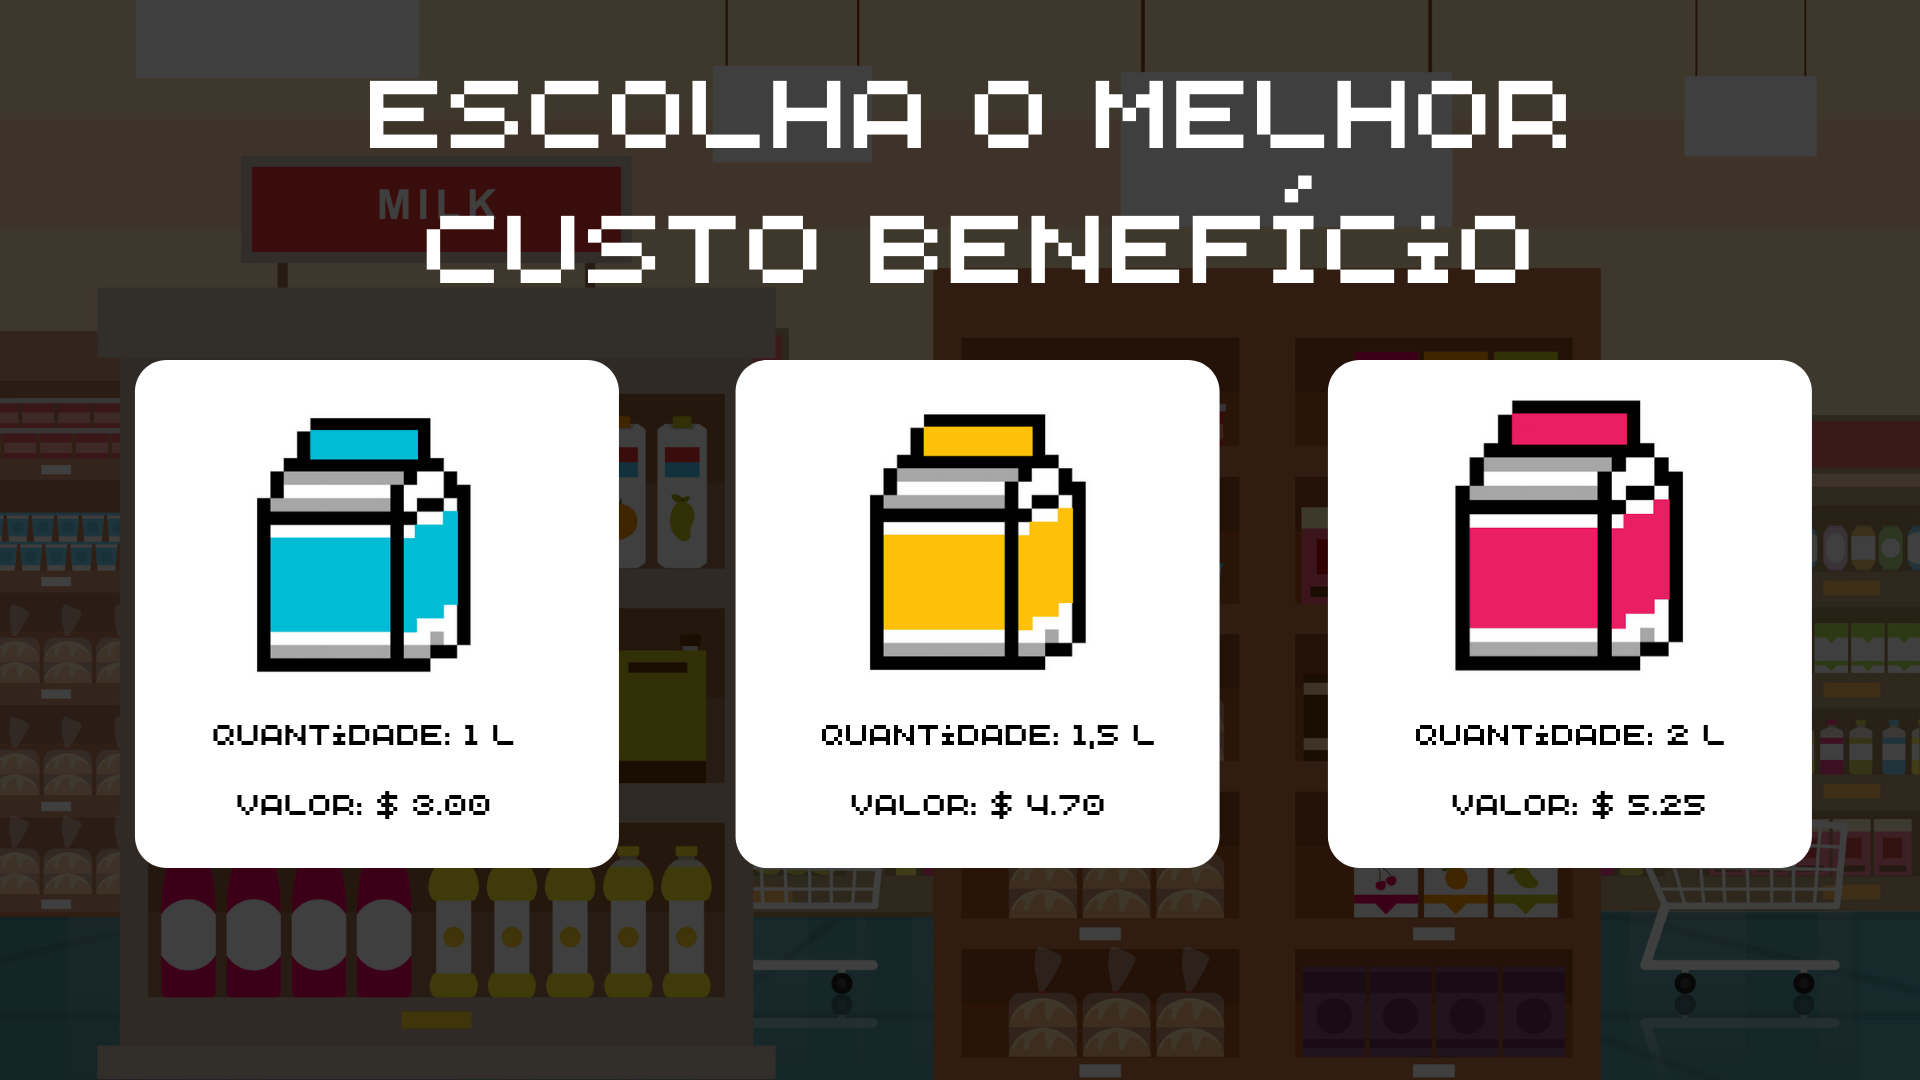 ESCOLHA O MELHOR
MILK
CUSTO BENEFÍCiO
QUANTiDADE: 1 L
VALOR: $ 3.00
QUANTiDADE: 1,5 L
VALOR: $ 4.70
QUANTiDADE: 2 L
VALOR: $ 5.25